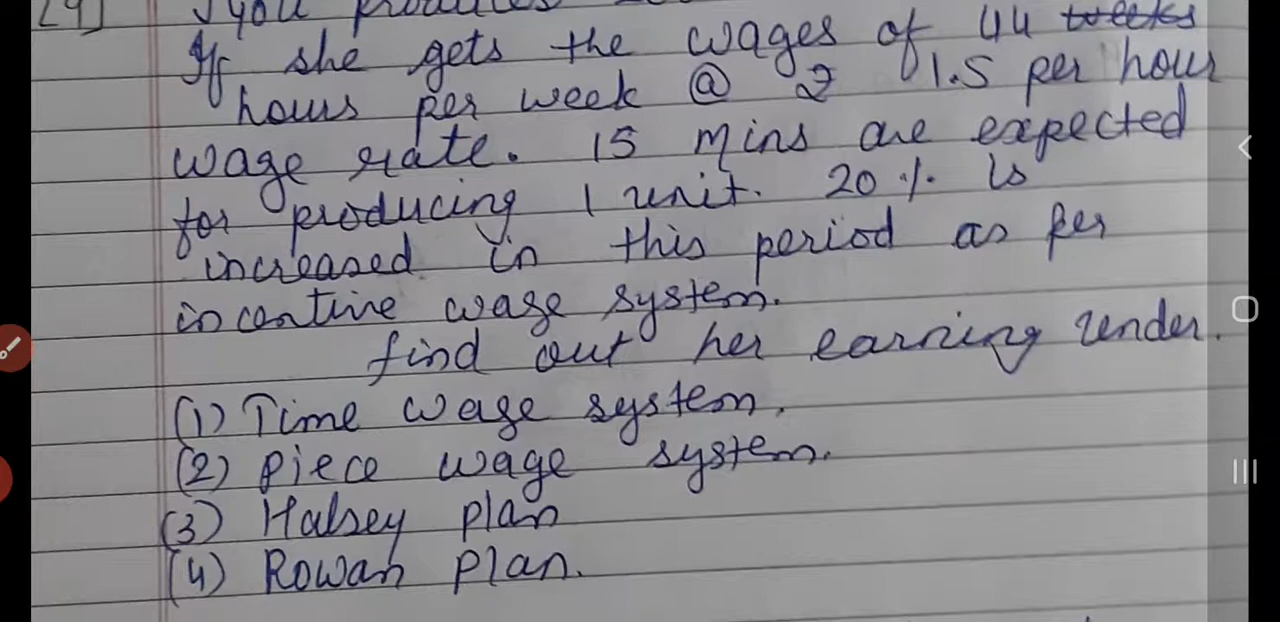 If she gets the wages of 44 weeks
hours per week @ ₹ 1.5 per hour
wage rate. 15 mins are expected
for producing 1 unit. 20 %. is
increased in this period as per
incentive wage system.
find out her earning under.
(1) Time wage system.
(2) Piece wage system.
(3) Halsey plan
(4) Rowan Plan.